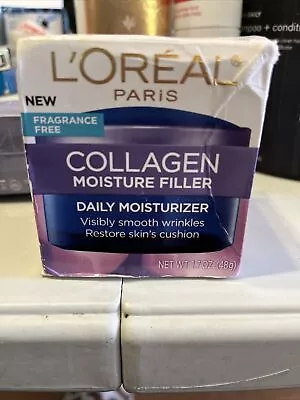 L'ORÉAL
PARIS
NEW
FRAGRANCE
FREE
COLLAGEN
MOISTURE FILLER
DAILY MOISTURIZER
Visibly smooth wrinkles
Restore skin's cushion
NET WT 1.7 OZ (48g)
+ condition